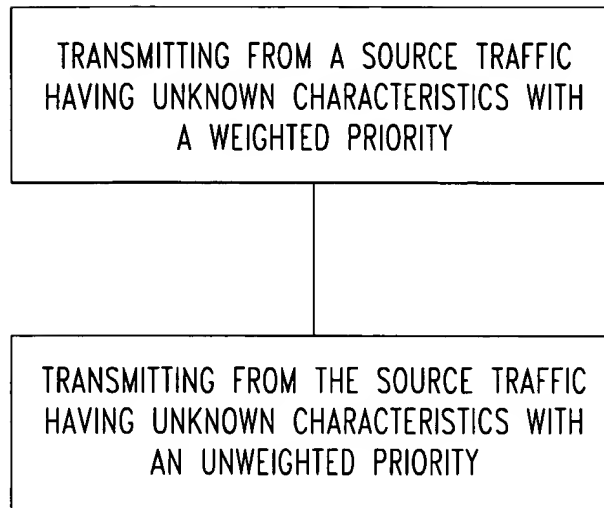 TRANSMITTING FROM A SOURCE TRAFFIC
HAVING UNKNOWN CHARACTERISTICS WITH
A WEIGHTED PRIORITY
TRANSMITTING FROM THE SOURCE TRAFFIC
HAVING UNKNOWN CHARACTERISTICS WITH
AN UNWEIGHTED PRIORITY